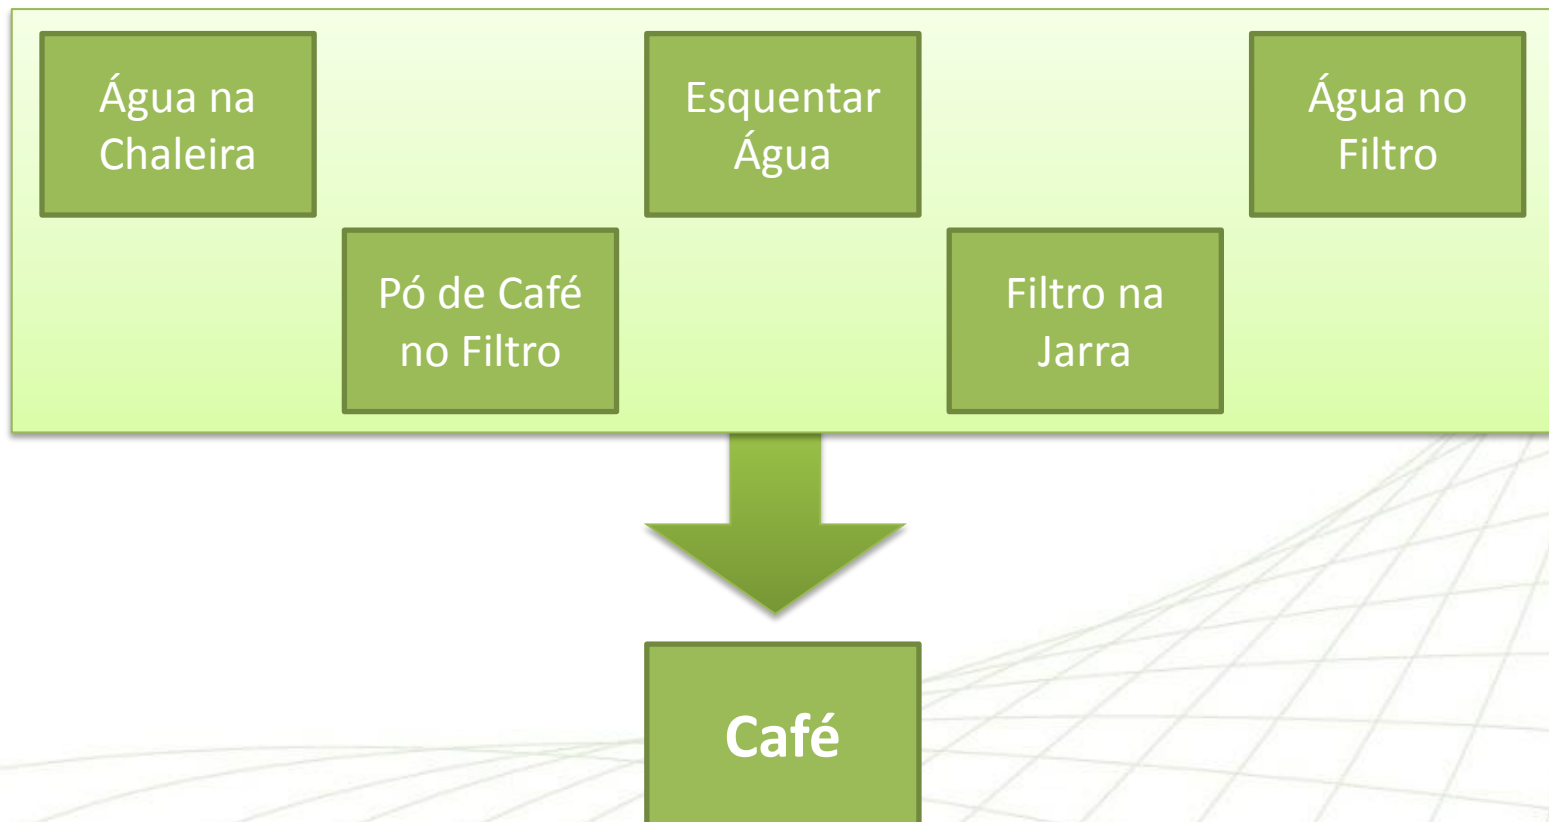 Água na
Chaleira
Esquentar
Água
Água no
Filtro
Pó de Café
no Filtro
Filtro na
Jarra
Café